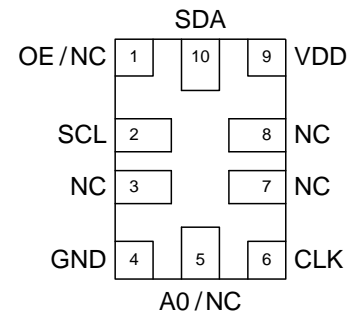 SDA
OE/NC 1 10 9 VDD
SCL 2 8 NC
NC 3 7 NC
GND 4 5 6 CLK
A0/NC